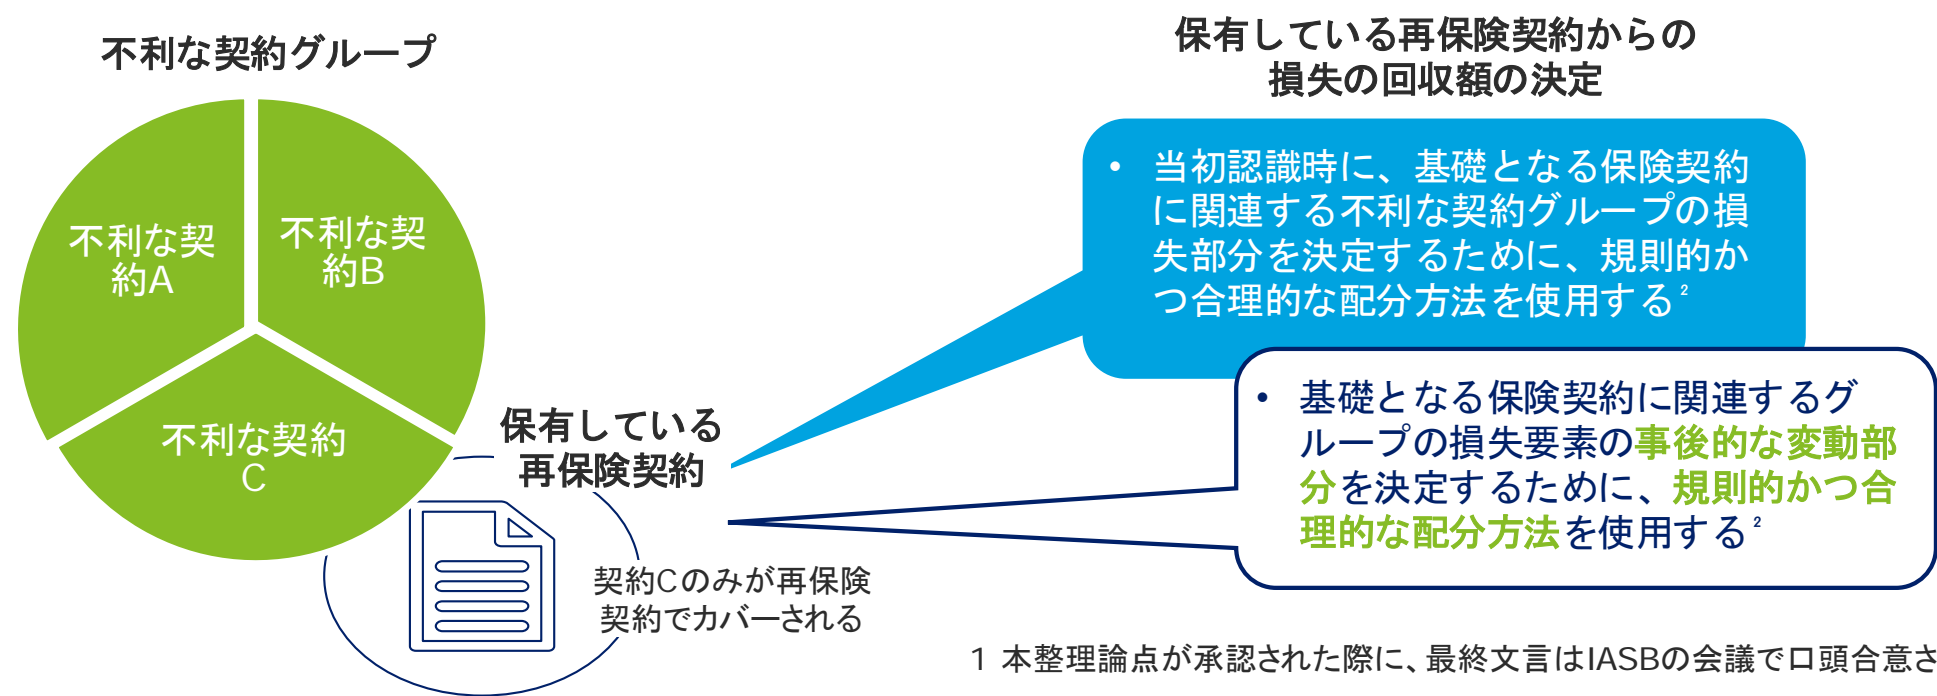 不利な契約グループ
不利な契
約A
不利な契
約B
不利な契約
C
保有している
再保険契約
契約Cのみが再保険
契約でカバーされる
保有している再保険契約からの
損失の回収額の決定
• 当初認識時に、基礎となる保険契約
に関連する不利な契約グループの損
失部分を決定するために、規則的か
つ合理的な配分方法を使用する²
• 基礎となる保険契約に関連するグ
ループの損失要素の事後的な変動部
分を決定するために、規則的かつ合
理的な配分方法を使用する²
1 本整理論点が承認された際に、最終文言はIASBの会議で口頭合意さ